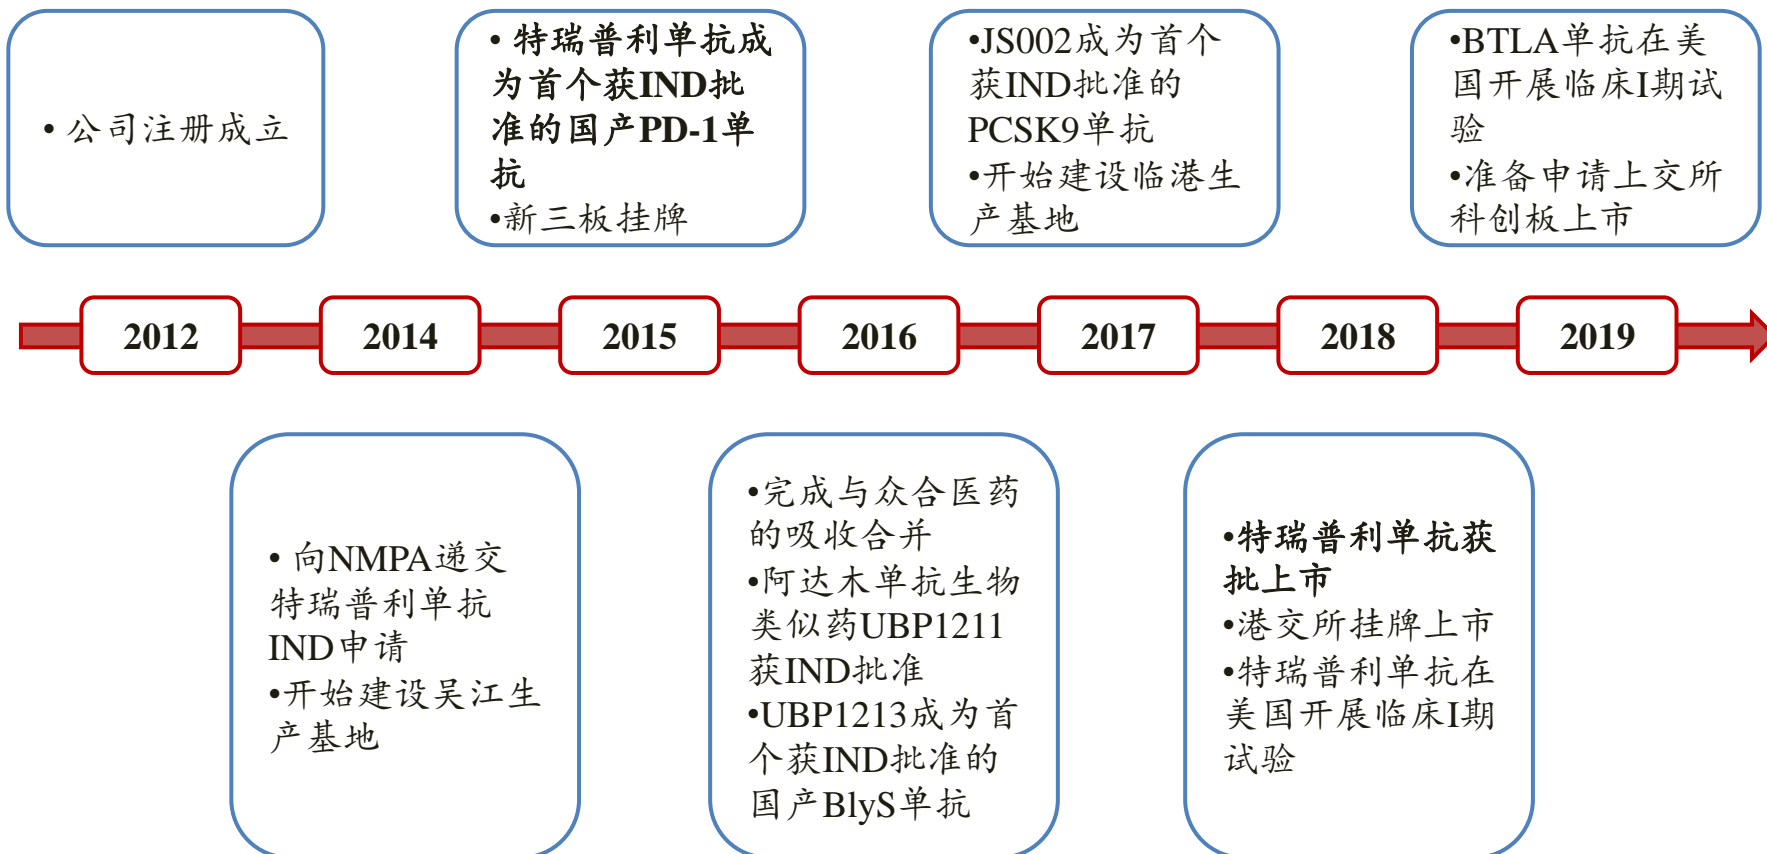 • 公司注册成立
• 特瑞普利单抗成
为首个获IND批
准的国产PD-1单
抗
•新三板挂牌
•JS002成为首个
获IND批准的
PCSK9单抗
•开始建设临港生
产基地
•BTLA单抗在美
国开展临床I期试
验
•准备申请上交所
科创板上市
2012
2014
2015
2016
2017
2018
2019
• 向NMPA递交
特瑞普利单抗
IND申请
•开始建设吴江生
产基地
•完成与众合医药
的吸收合并
•阿达木单抗生物
类似药UBP1211
获IND批准
•UBP1213成为首
个获IND批准的
国产BlyS单抗
•特瑞普利单抗获
批上市
•港交所挂牌上市
•特瑞普利单抗在
美国开展临床I期
试验